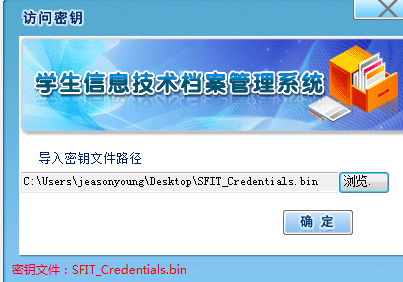 访问密钥
学生信息技术档案管理系统
导入密钥文件路径
C:\Users\jeasonyoung\Desktop\SFIT_Credentials.bin 浏览.
确 定
密钥文件：SFIT_Credentials.bin